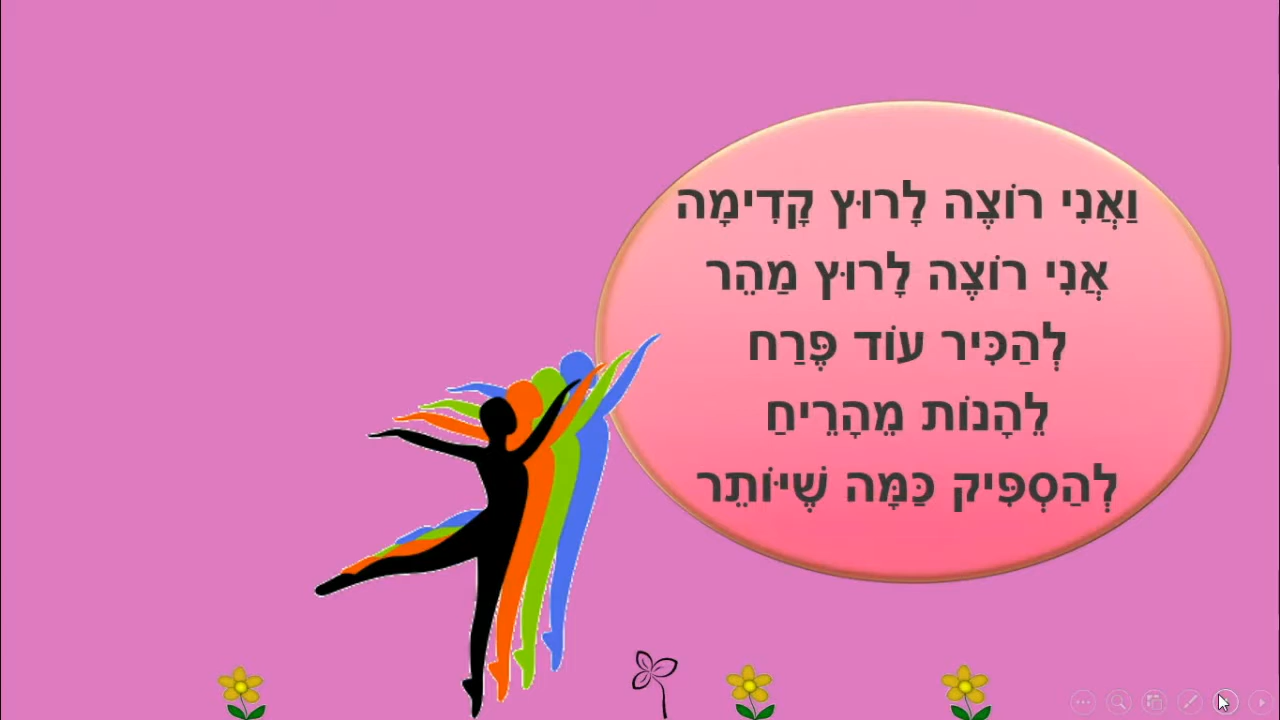 וַאֲנִי רוֹצֶה לָרוּץ קָדִימָה
אֲנִי רוֹצֶה לָרוּץ מַהֵר
לְהַכִּיר עוֹד פֶּרַח
לֵהָנוֹת מֵהָרֵיחַ
לְהַסְפִּיק כַּמָּה שֶׁיּוֹתֵר